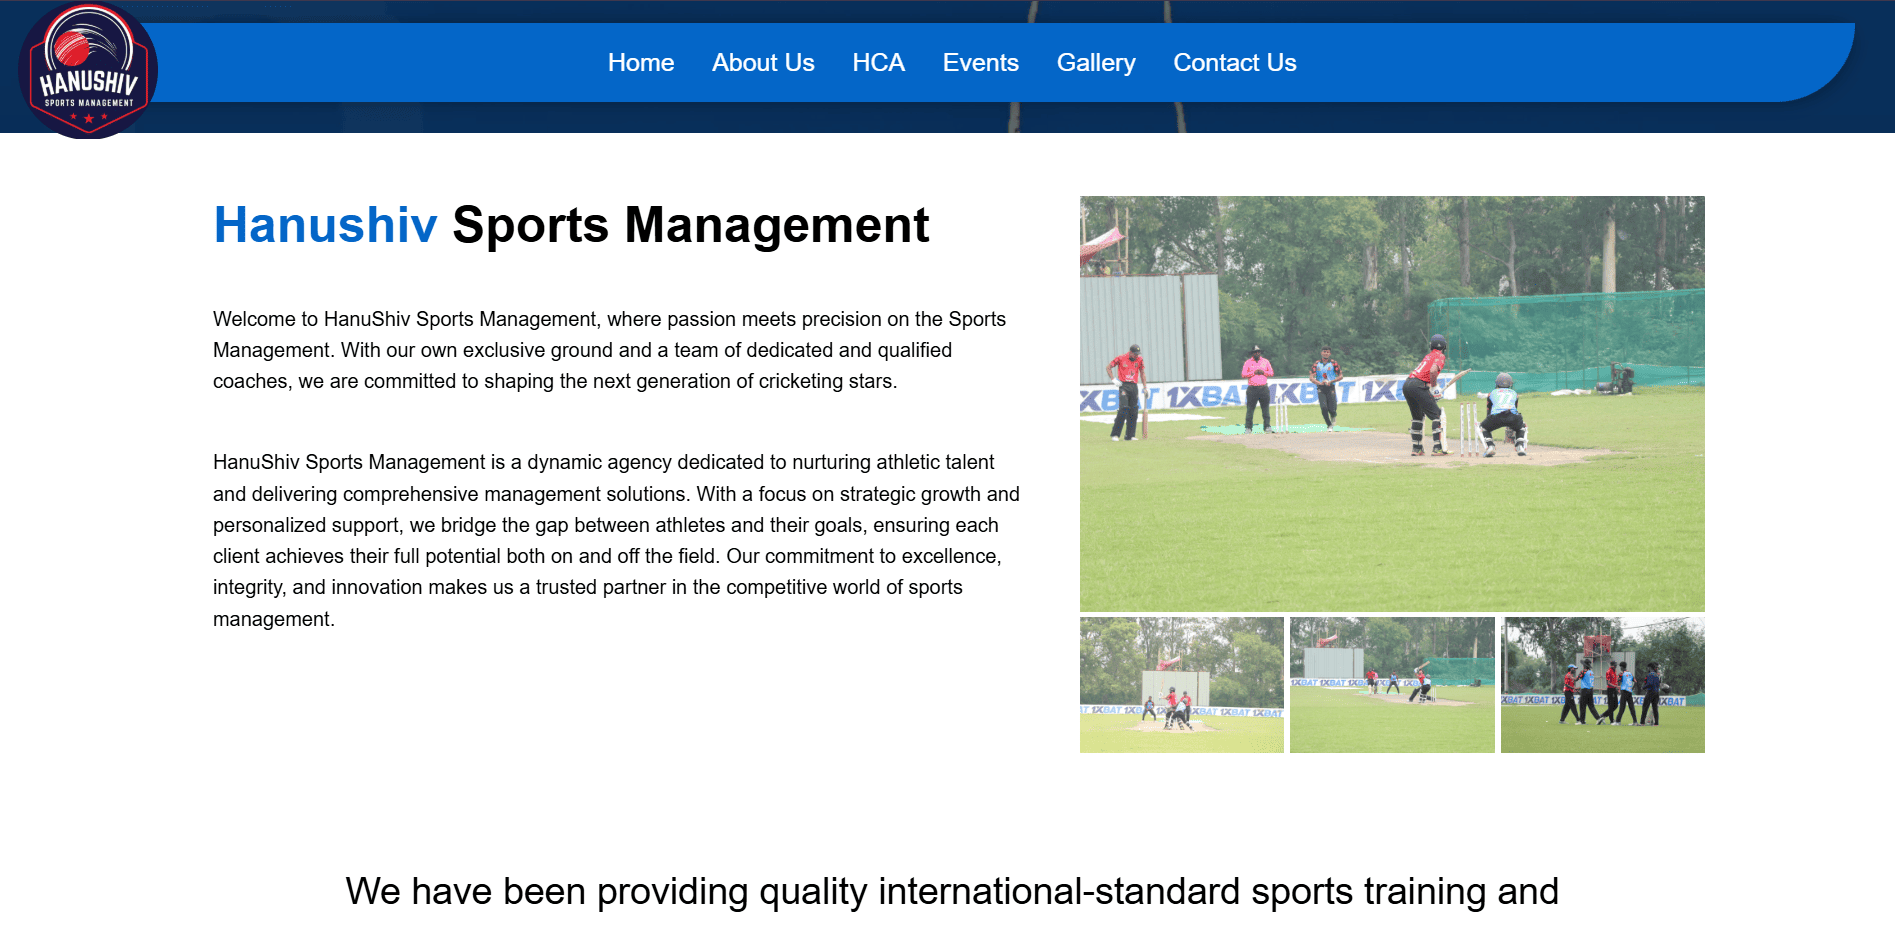 HANUSHIV
SPORTS MANAGEMENT
Home
About Us
HCA
Events
Gallery
Contact Us
Hanushiv Sports Management
Welcome to HanuShiv Sports Management, where passion meets precision on the Sports
Management. With our own exclusive ground and a team of dedicated and qualified
coaches, we are committed to shaping the next generation of cricketing stars.
HanuShiv Sports Management is a dynamic agency dedicated to nurturing athletic talent
and delivering comprehensive management solutions. With a focus on strategic growth and
personalized support, we bridge the gap between athletes and their goals, ensuring each
client achieves their full potential both on and off the field. Our commitment to excellence,
integrity, and innovation makes us a trusted partner in the competitive world of sports
management.
1XBAT
77
1XBAT 1XBAT 1XBAT
1XBAT 1XBAT
1XBAT
We have been providing quality international-standard sports training and